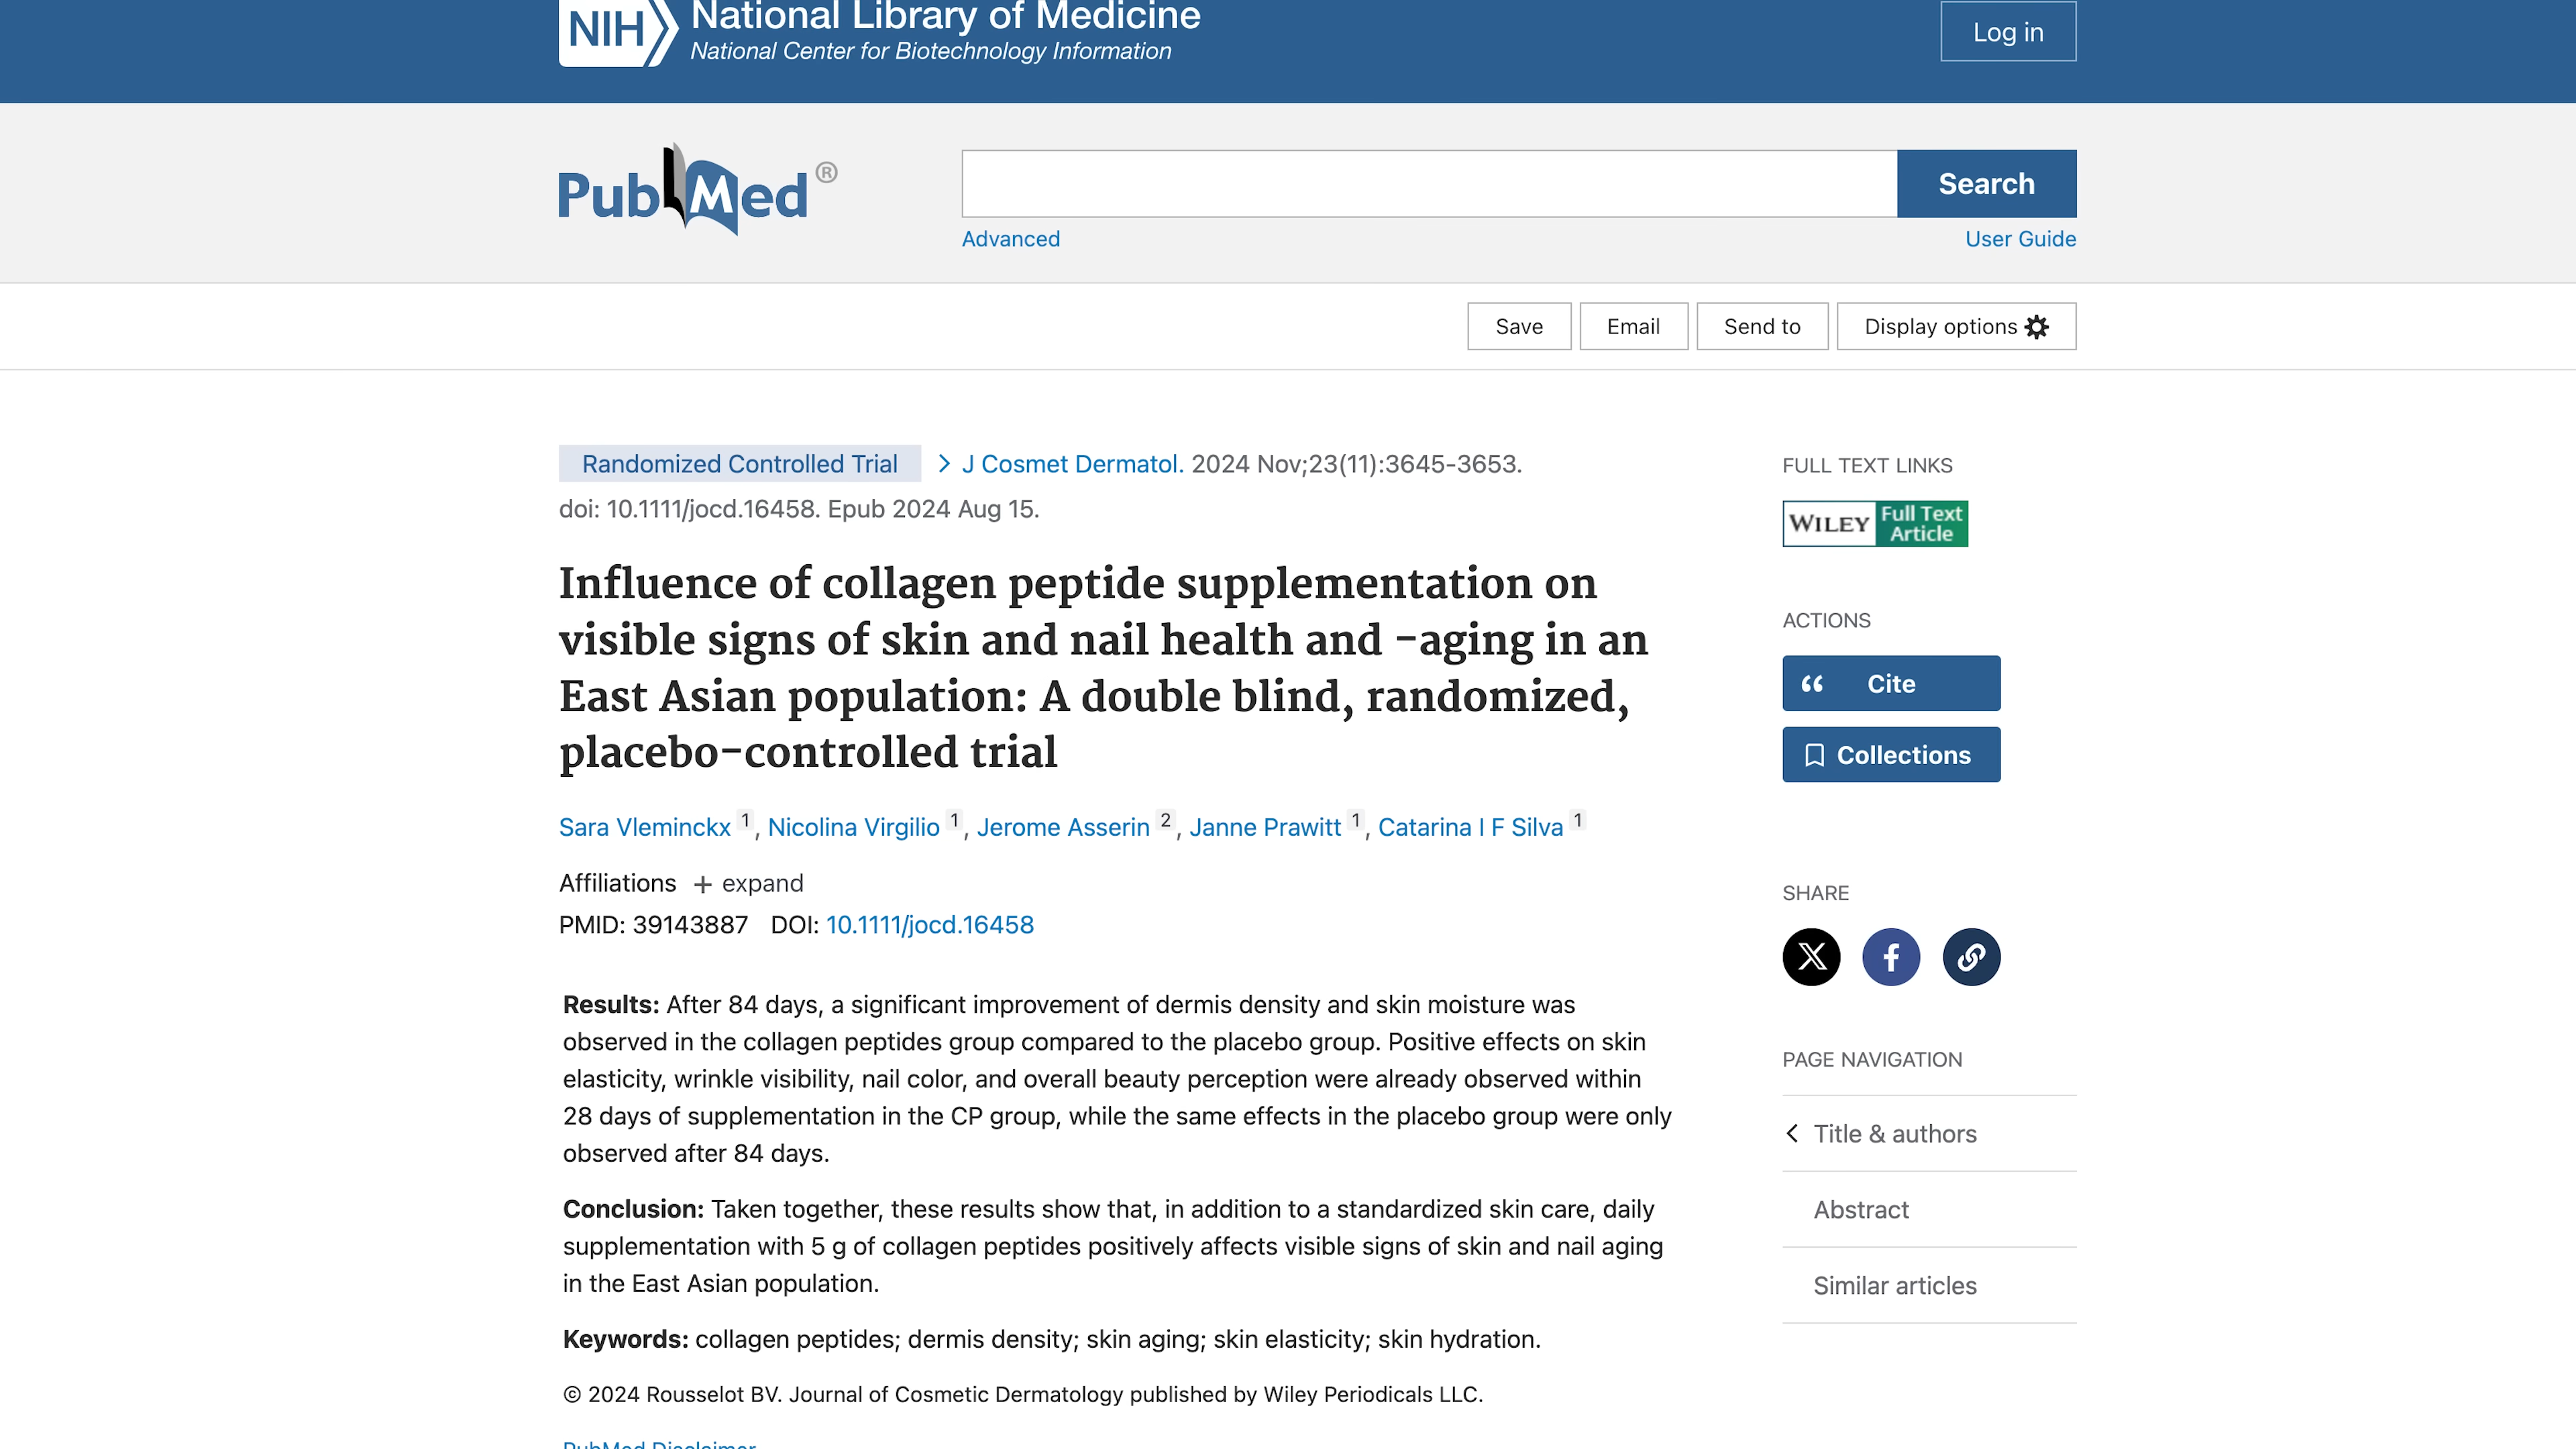 NIH National Library of Medicine
National Center for Biotechnology Information
Log in
PubMed®
Search
Advanced
User Guide
Save
Email
Send to
Display options
Randomized Controlled Trial > J Cosmet Dermatol. 2024 Nov;23(11):3645-3653.
doi: 10.1111/jocd.16458. Epub 2024 Aug 15.
Influence of collagen peptide supplementation on
visible signs of skin and nail health and -aging in an
East Asian population: A double blind, randomized,
placebo-controlled trial
Sara Vleminckx 1, Nicolina Virgilio 1, Jerome Asserin 2, Janne Prawitt 1, Catarina I F Silva 1
Affiliations + expand
PMID: 39143887 DOI: 10.1111/jocd.16458
Results: After 84 days, a significant improvement of dermis density and skin moisture was
observed in the collagen peptides group compared to the placebo group. Positive effects on skin
elasticity, wrinkle visibility, nail color, and overall beauty perception were already observed within
28 days of supplementation in the CP group, while the same effects in the placebo group were only
observed after 84 days.
Conclusion: Taken together, these results show that, in addition to a standardized skin care, daily
supplementation with 5 g of collagen peptides positively affects visible signs of skin and nail aging
in the East Asian population.
Keywords: collagen peptides; dermis density; skin aging; skin elasticity; skin hydration.
© 2024 Rousselot BV. Journal of Cosmetic Dermatology published by Wiley Periodicals LLC.
PubMed Disclaimer
FULL TEXT LINKS
WILEY Full Text
Article
ACTIONS
Cite
Collections
SHARE
PAGE NAVIGATION
Title & authors
Abstract
Similar articles